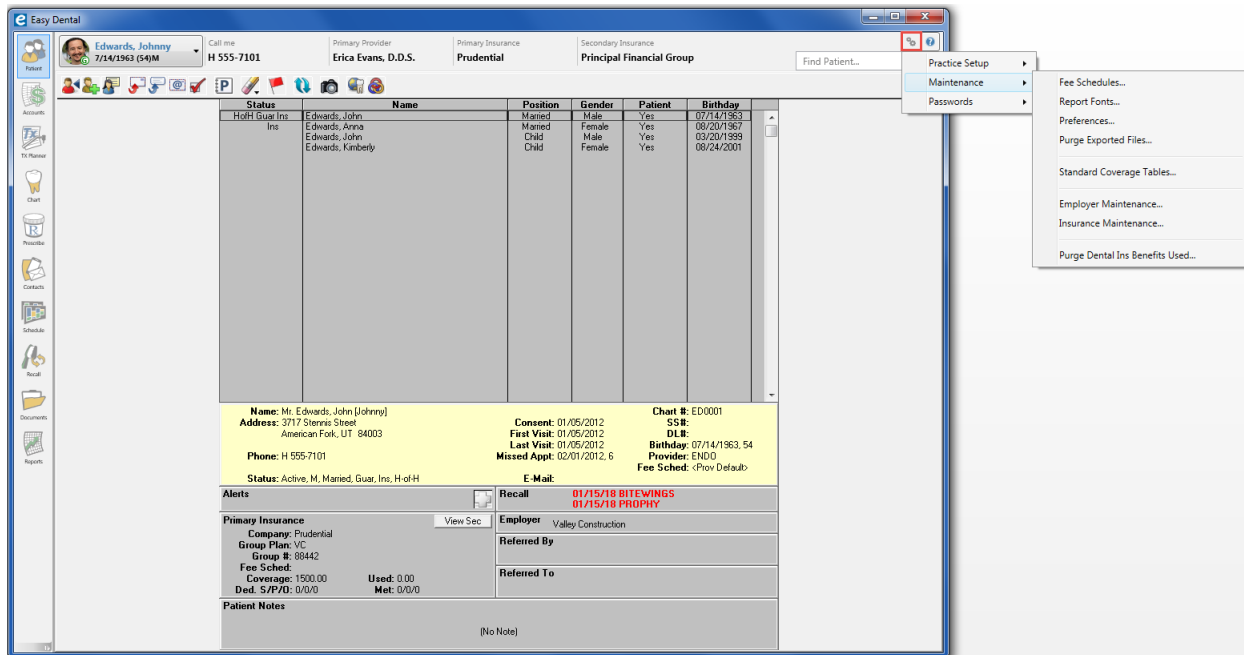 Easy Dental
Edwards, Johnny
7/14/1963 (54)M
Call me
H 555-7101
Primary Provider
Erica Evans, D.D.S.
Primary Insurance
Prudential
Secondary Insurance
Principal Financial Group
Find Patient...
Practice Setup
Maintenance
Passwords
Fee Schedules...
Report Fonts...
Preferences...
Purge Exported Files...
Standard Coverage Tables...
Employer Maintenance...
Insurance Maintenance...
Purge Dental Ins Benefits Used...
Patient
Accounts
TX Planner
Chart
Prescribe
Contacts
Schedule
Recall
Documents
Reports
Status Name Position Gender Patient Birthday
HofH Guar Ins Edwards, John Married Male Yes 07/14/1963
Ins Edwards, Anna Married Female Yes 08/20/1967
Edwards, John Child Male Yes 03/20/1999
Edwards, Kimberly Child Female Yes 08/24/2001
Name: Mr. Edwards, John [Johnny] Chart #: ED0001
Address: 3717 Stennis Street Consent: 01/05/2012 SS#:
American Fork, UT 84003 First Visit: 01/05/2012 DL#:
Last Visit: 01/05/2012 Birthday: 07/14/1963, 54
Phone: H 555-7101 Missed Appt: 02/01/2012, 6 Provider: ENDO
Fee Sched: <Prov Default>
Status: Active, M, Married, Guar, Ins, H-of-H E-Mail:
Alerts
Recall 01/15/18 BITEWINGS
01/15/18 PROPHY
Primary Insurance View Sec
Company: Prudential
Group Plan: VC
Group #: 88442
Fee Sched:
Coverage: 1500.00 Used: 0.00
Ded. S/P/O: 0/0/0 Met: 0/0/0
Employer Valley Construction
Referred By
Referred To
Patient Notes
(No Note)